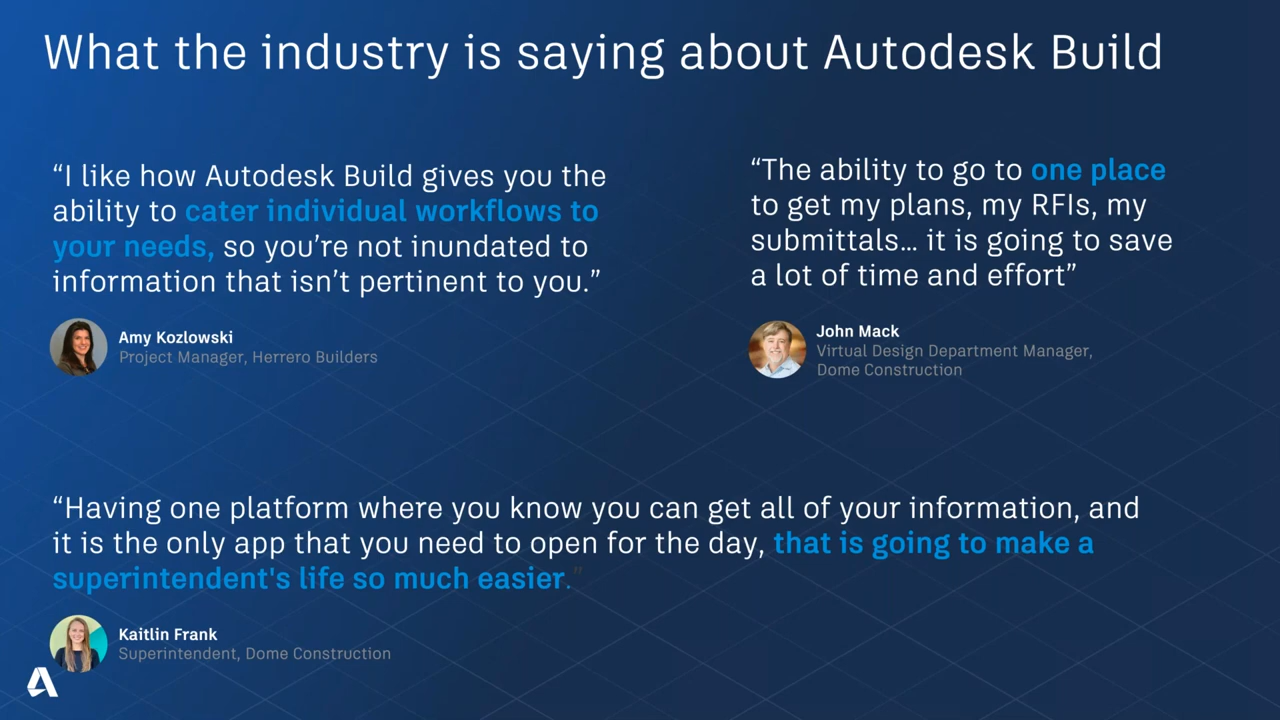 What the industry is saying about Autodesk Build
“I like how Autodesk Build gives you the
ability to cater individual workflows to
your needs, so you’re not inundated to
information that isn’t pertinent to you.”
Amy Kozlowski
Project Manager, Herrero Builders
“The ability to go to one place
to get my plans, my RFIs, my
submittals… it is going to save
a lot of time and effort”
John Mack
Virtual Design Department Manager,
Dome Construction
“Having one platform where you know you can get all of your information, and
it is the only app that you need to open for the day, that is going to make a
superintendent's life so much easier.”
Kaitlin Frank
Superintendent, Dome Construction